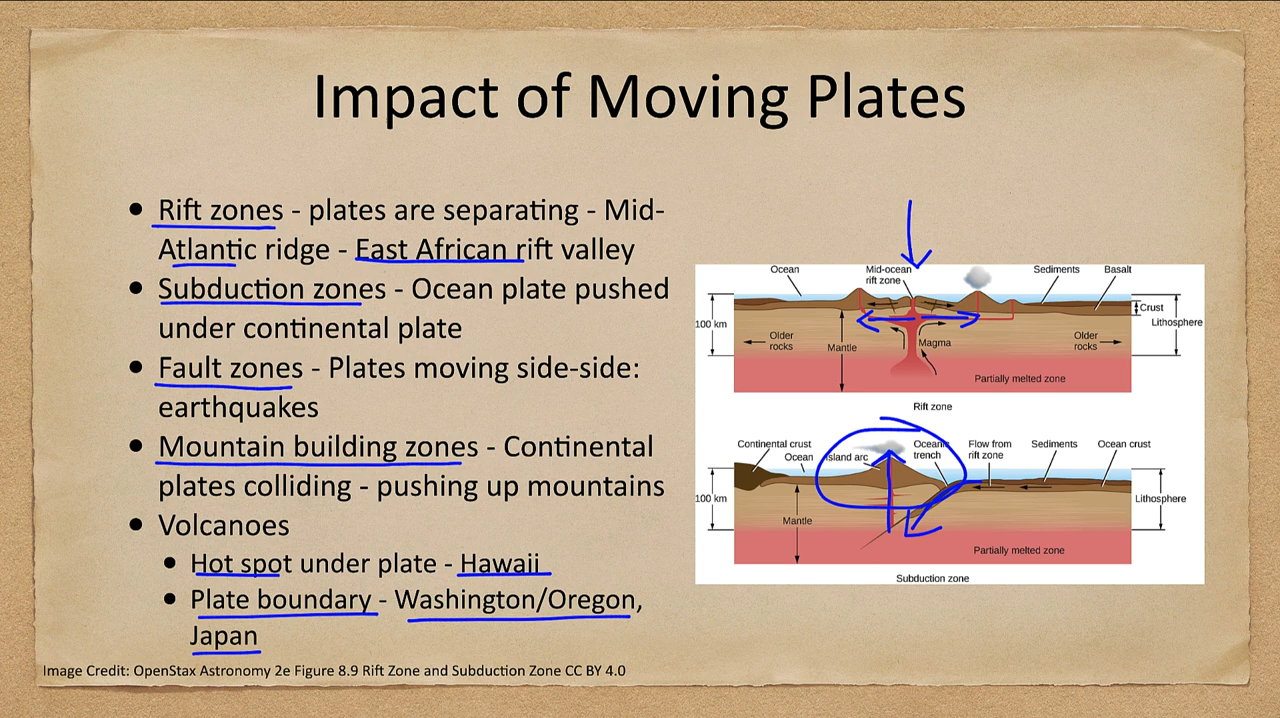 Impact of Moving Plates
• Rift zones - plates are separating - Mid-
Atlantic ridge - East African rift valley
• Subduction zones - Ocean plate pushed
under continental plate
• Fault zones - Plates moving side-side:
earthquakes
• Mountain building zones - Continental
plates colliding - pushing up mountains
• Volcanoes
• Hot spot under plate - Hawaii
• Plate boundary - Washington/Oregon,
Japan
Image Credit: OpenStax Astronomy 2e Figure 8.9 Rift Zone and Subduction Zone CC BY 4.0
Ocean
Mid-ocean
rift zone
Sediments
Basalt
Crust
Lithosphere
100 km
Older
rocks
Mantle
Magma
Older
rocks
Partially melted zone
Rift zone
Continental crust
Ocean
Island arc
Oceanic
trench
Flow from
rift zone
Sediments
Ocean crust
100 km
Lithosphere
Mantle
Partially melted zone
Subduction zone